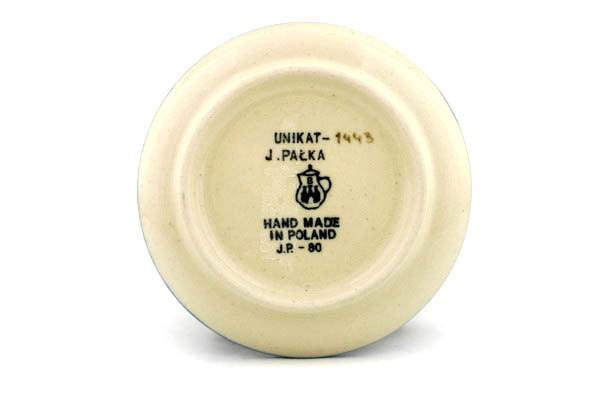 UNIKAT-1443
J. PAŁKA
B
HAND MADE
IN POLAND
J.P. - 80